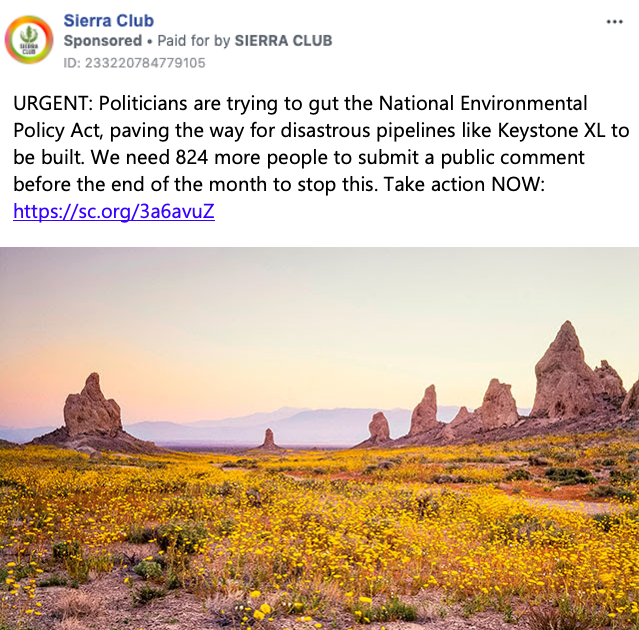 Sierra Club
Sponsored • Paid for by SIERRA CLUB
ID: 233220784779105
SIERRA
CLUB
URGENT: Politicians are trying to gut the National Environmental
Policy Act, paving the way for disastrous pipelines like Keystone XL to
be built. We need 824 more people to submit a public comment
before the end of the month to stop this. Take action NOW:
https://sc.org/3a6avuZ